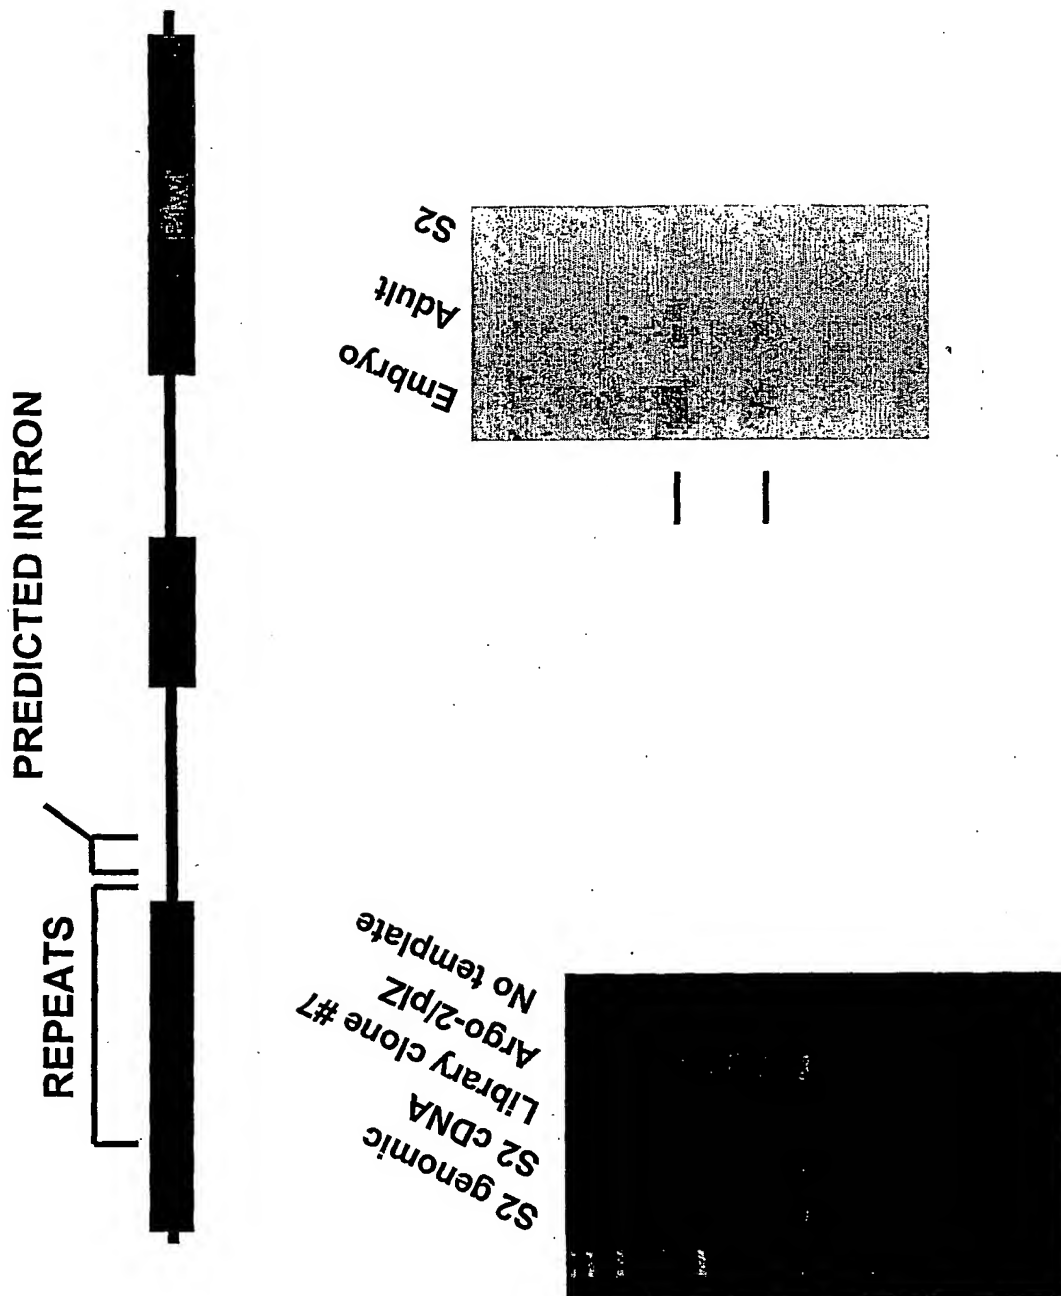 REPEATS
PREDICTED INTRON
S2 genomic
S2 cDNA
Library clone #7
Argo-2/pIZ
No template
Embryo
Adult
S2